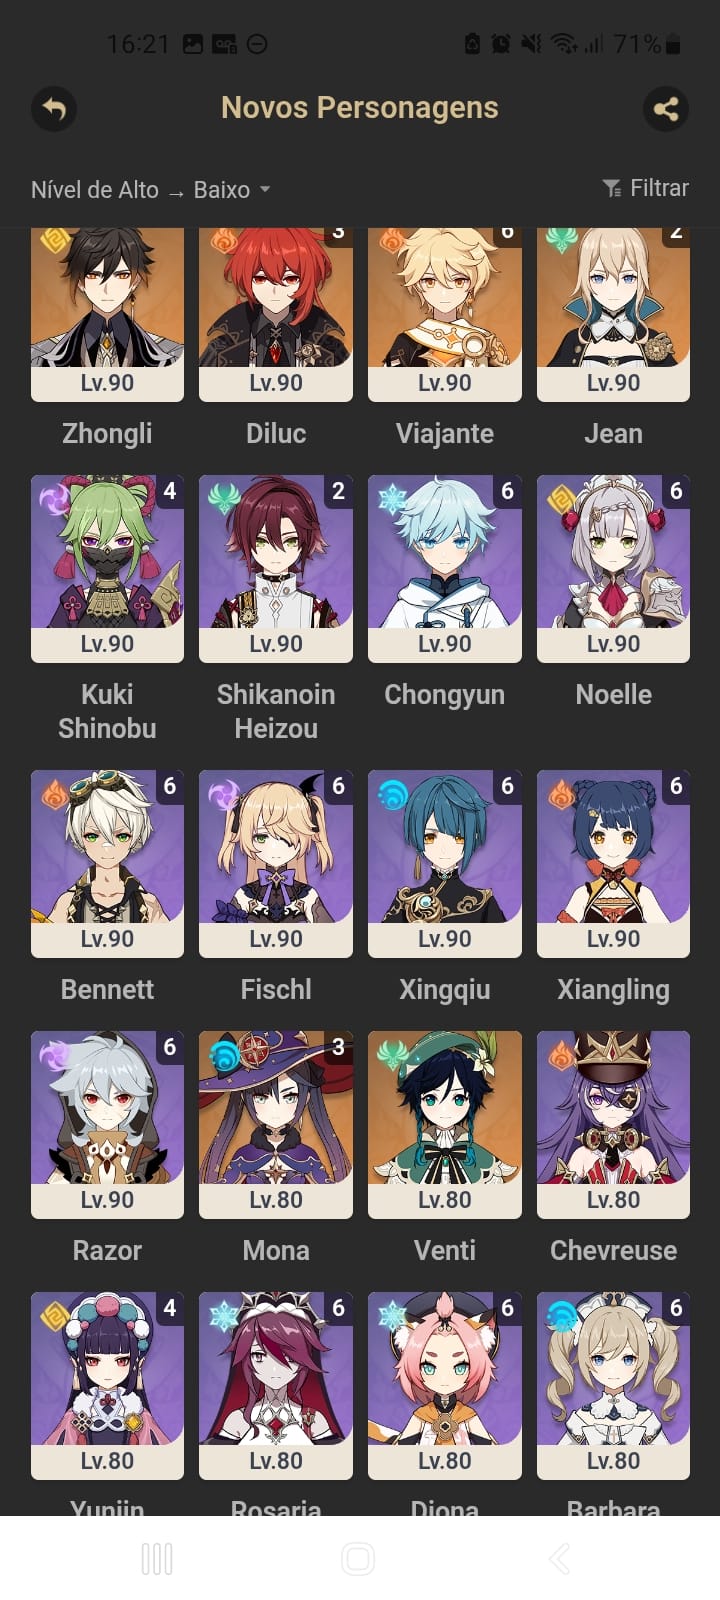 16:21
71%
Novos Personagens
Nível de Alto → Baixo
Filtrar
3 6 2
Lv.90 Lv.90 Lv.90 Lv.90
Zhongli Diluc Viajante Jean
4 2 6 6
Lv.90 Lv.90 Lv.90 Lv.90
Kuki Shikanoin Chongyun Noelle
Shinobu Heizou
6 6 6 6
Lv.90 Lv.90 Lv.90 Lv.90
Bennett Fischl Xingqiu Xiangling
6 3
Lv.90 Lv.80 Lv.80 Lv.80
Razor Mona Venti Chevreuse
4 6 6 6
Lv.80 Lv.80 Lv.80 Lv.80
Yunjin Rosaria Diona Barbara